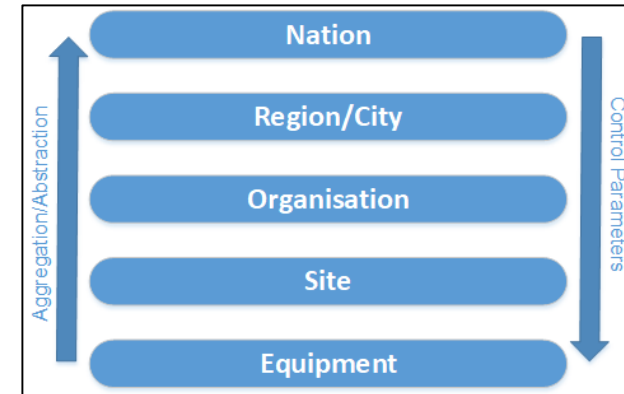 Nation
Region/City
Organisation
Site
Equipment
Aggregation/Abstraction
Control Parameters